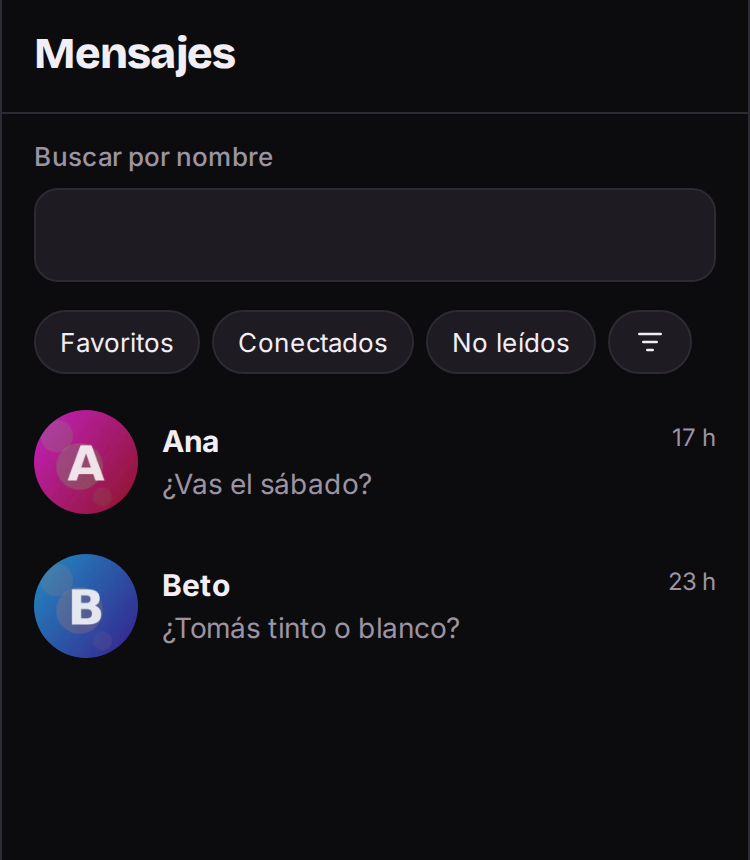 Mensajes
Buscar por nombre
Favoritos Conectados No leídos
A
Ana 17 h
¿Vas el sábado?
B
Beto 23 h
¿Tomás tinto o blanco?